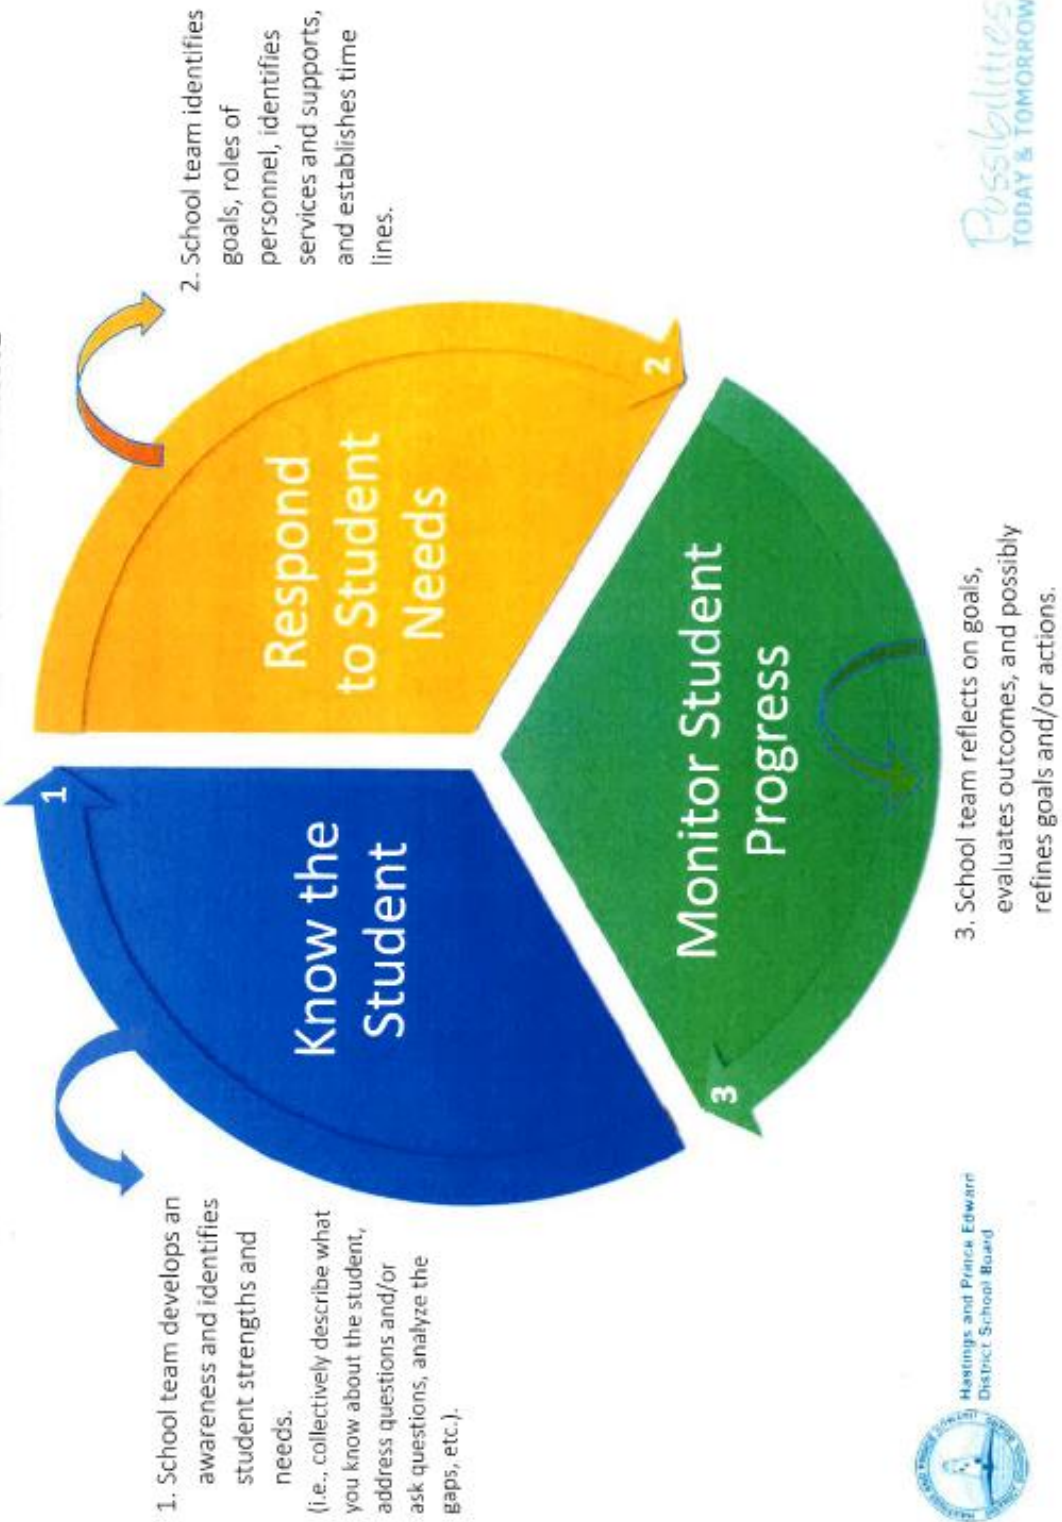 1. School team develops an
awareness and identifies
student strengths and
needs.
(i.e., collectively describe what
you know about the student,
address questions and/or
ask questions, analyze the
gaps, etc.).
1
Know the
Student
Respond
to Student
Needs
2
2. School team identifies
goals, roles of
personnel, identifies
services and supports,
and establishes time
lines.
Monitor Student
Progress
3
3. School team reflects on goals,
evaluates outcomes, and possibly
refines goals and/or actions.
Hastings and Prince Edward
District School Board
Possibilities
TODAY & TOMORROW